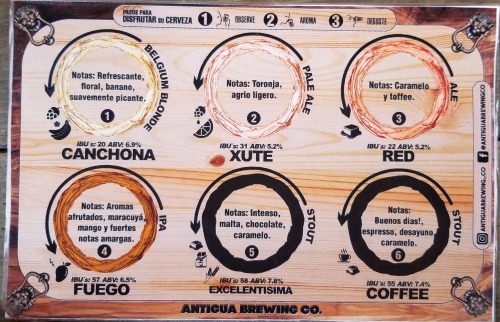 PASOS PARA
DISFRUTAR su CERVEZA
1 OBSERVE 2 AROMA 3 DEGUSTE
BELGIUM BLONDE
Notas: Refrescante,
floral, banano,
suavemente picante.
1
IBU's: 20 ABV: 6.9%
CANCHONA
PALE ALE
Notas: Toronja,
agrio ligero.
2
IBU's: 31 ABV: 5.2%
XUTE
ALE
Notas: Caramelo
y toffee.
3
IBU's: 22 ABV: 5.2%
RED
IPA
Notas: Aromas
afrutados, maracuyá,
mango y fuertes
notas amargas.
4
IBU's: 57 ABV: 6.5%
FUEGO
STOUT
Notas: Intenso,
malta, chocolate,
caramelo.
5
IBU's: 58 ABV: 7.8%
EXCELENTISIMA
STOUT
Notas:
Buenos dias!,
espresso, desayuno
caramelo.
6
IBU's: 55 ABV: 7.4%
COFFEE
ANTIGUABREWINGCO
ANTIGUABREWING_CO
ANTIGUA BREWING CO.